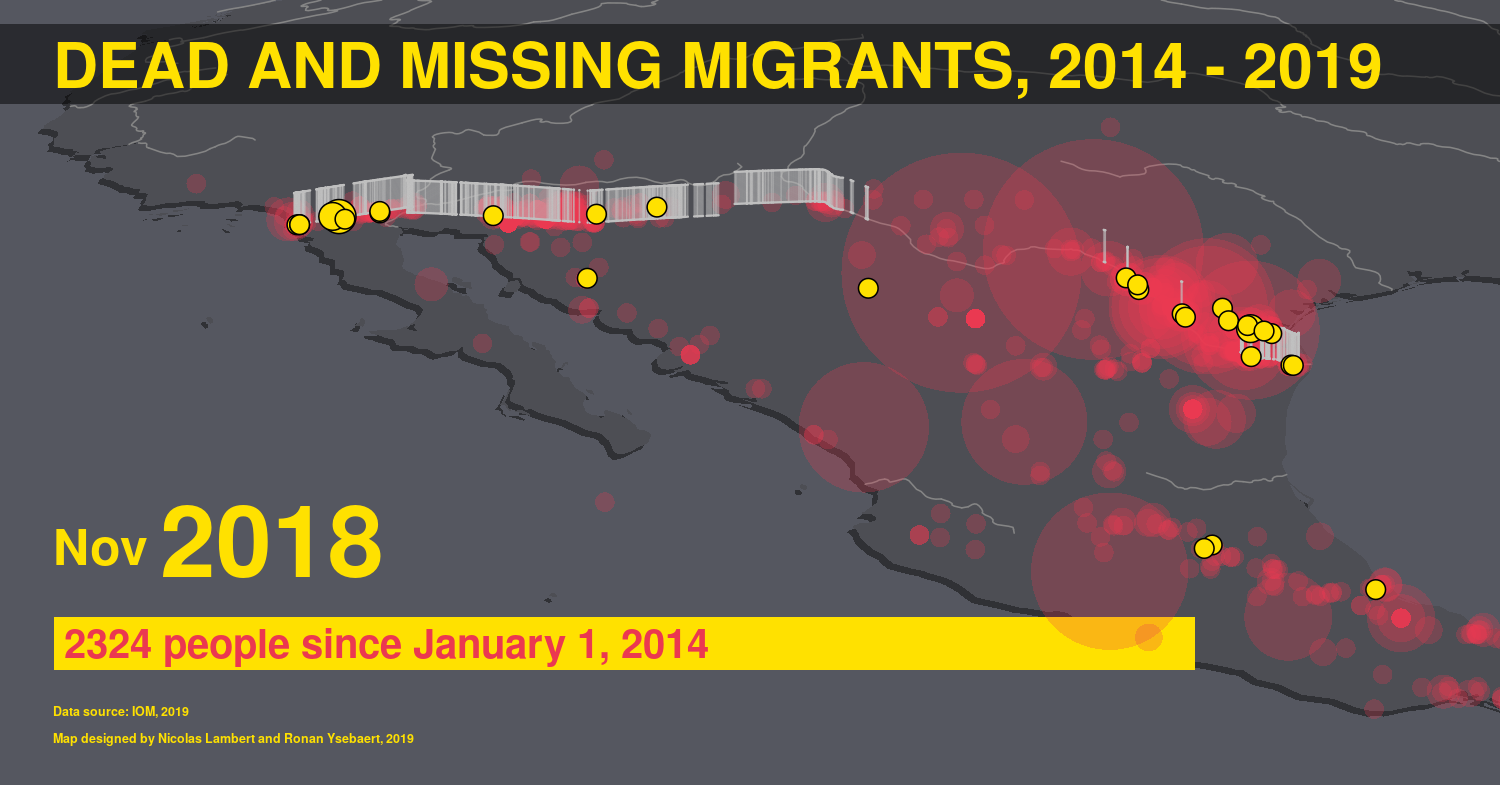 DEAD AND MISSING MIGRANTS, 2014 - 2019
Nov 2018
2324 people since January 1, 2014
Data source: IOM, 2019
Map designed by Nicolas Lambert and Ronan Ysebaert, 2019